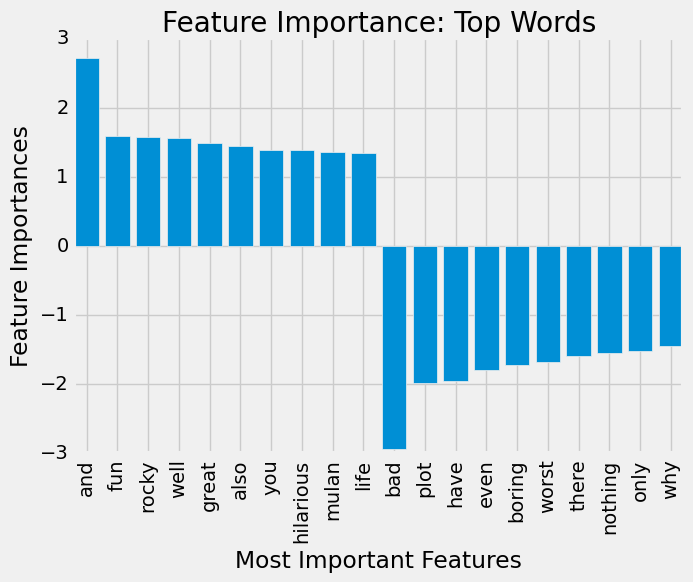 Feature Importance: Top Words
Feature Importances
3
2
1
0
−1
−2
−3
and
fun
rocky
well
great
also
you
hilarious
mulan
life
bad
plot
have
even
boring
worst
there
nothing
only
why
Most Important Features